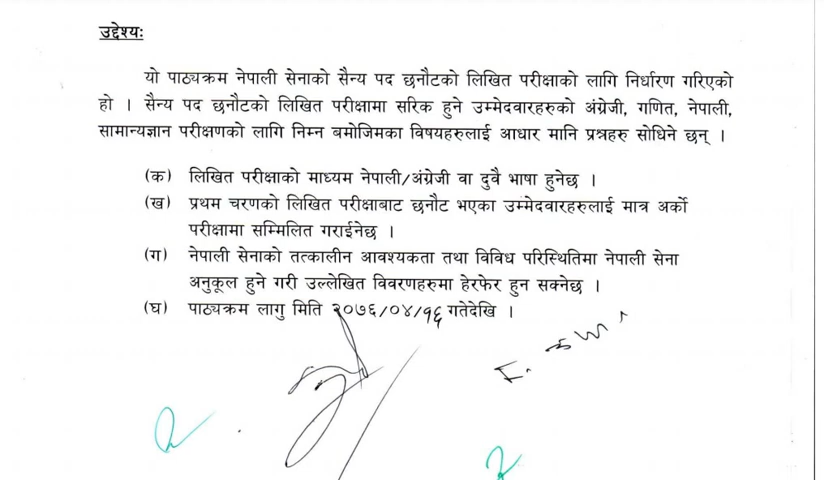 उद्देश्यः
यो पाठ्यक्रम नेपाली सेनाको सैन्य पद छनौटको लिखित परीक्षाको लागि निर्धारण गरिएको
हो । सैन्य पद छनौटको लिखित परीक्षामा सरिक हुने उम्मेदवारहरुको अंग्रेजी, गणित, नेपाली,
सामान्यज्ञान परीक्षणको लागि निम्न बमोजिमका विषयहरुलाई आधार मानि प्रश्नहरु सोधिने छन् ।
(क) लिखित परीक्षाको माध्यम नेपाली/अंग्रेजी वा दुवै भाषा हुनेछ ।
(ख) प्रथम चरणको लिखित परीक्षाबाट छनौट भएका उम्मेदवारहरुलाई मात्र अर्को
परीक्षामा सम्मिलित गराईनेछ ।
(ग) नेपाली सेनाको तत्कालीन आवश्यकता तथा विविध परिस्थितिमा नेपाली सेना
अनुकूल हुने गरी उल्लेखित विवरणहरुमा हेरफेर हुन सक्नेछ ।
(घ) पाठ्यक्रम लागु मिति २०७६/०४/१६ गतेदेखि ।